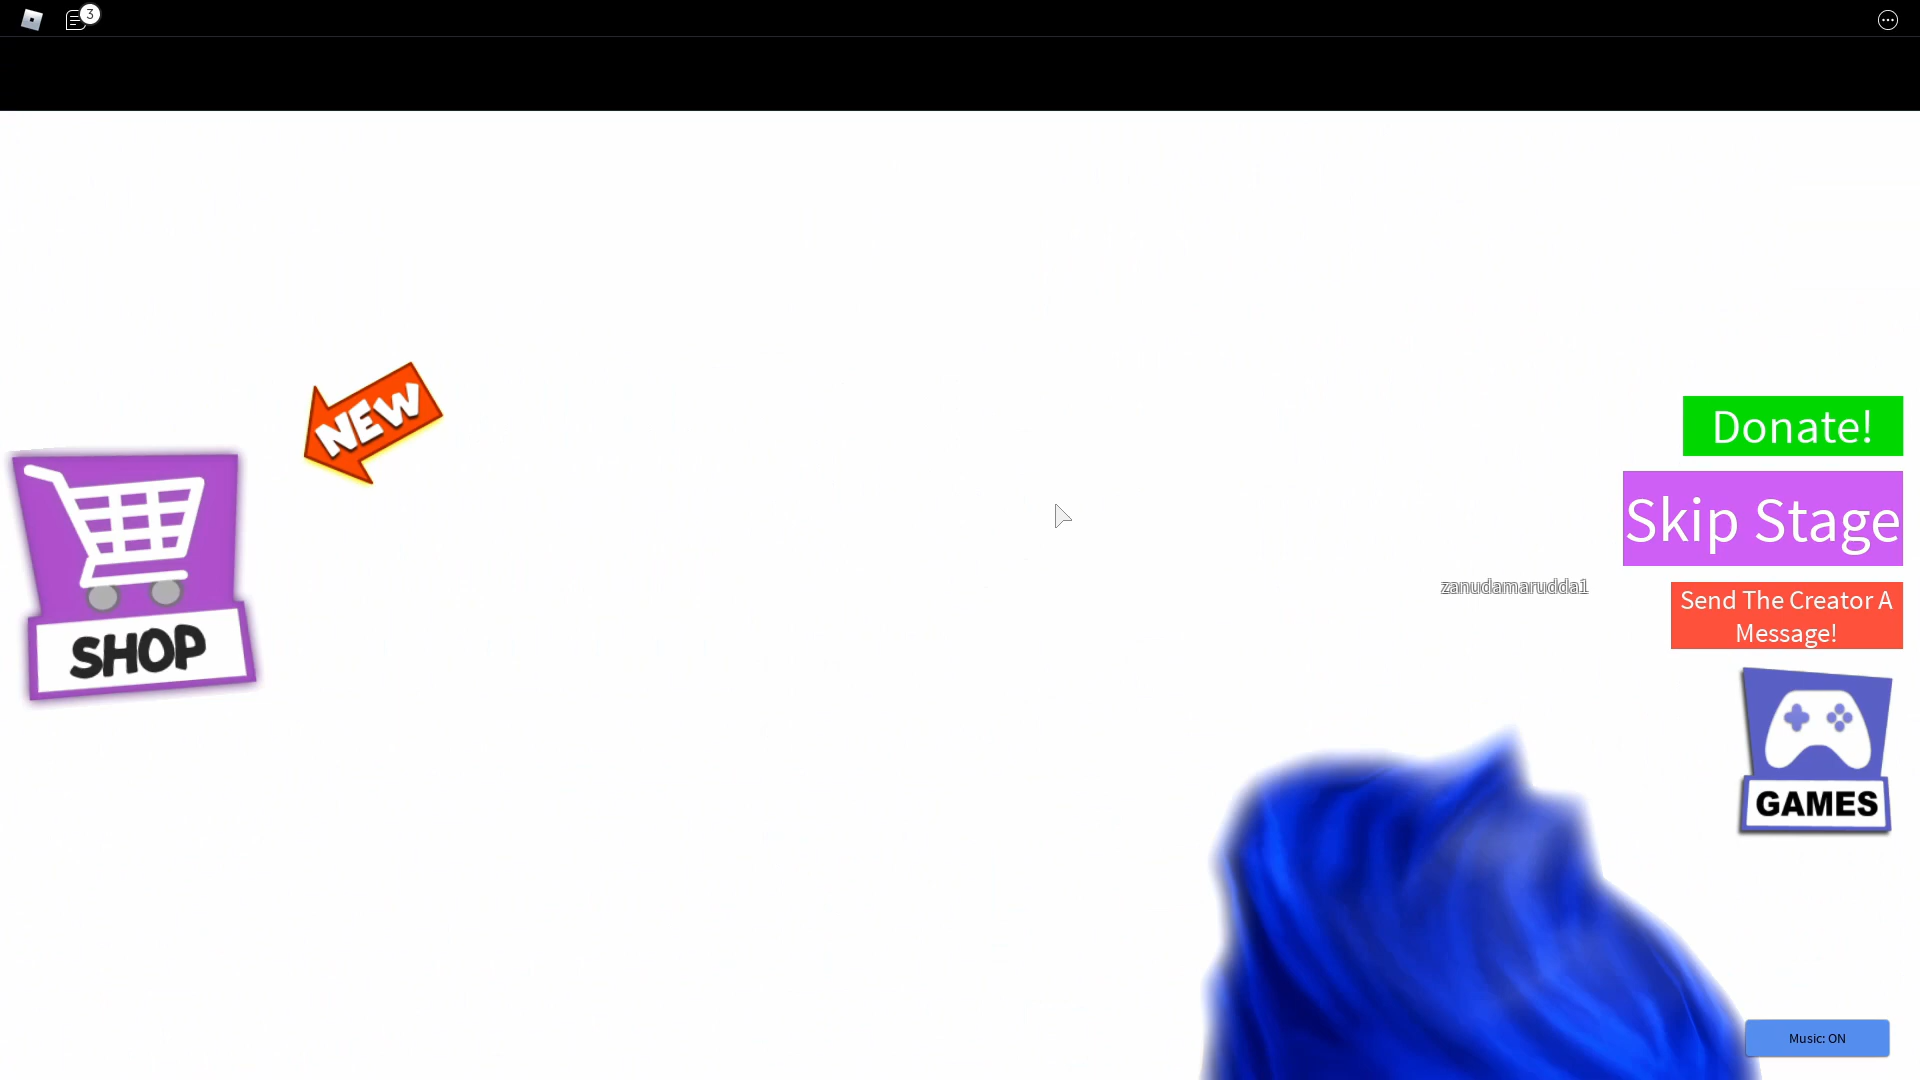 3
NEW
SHOP
Donate!
Skip Stage
zanudamarudda1
Send The Creator A
Message!
GAMES
Music: ON